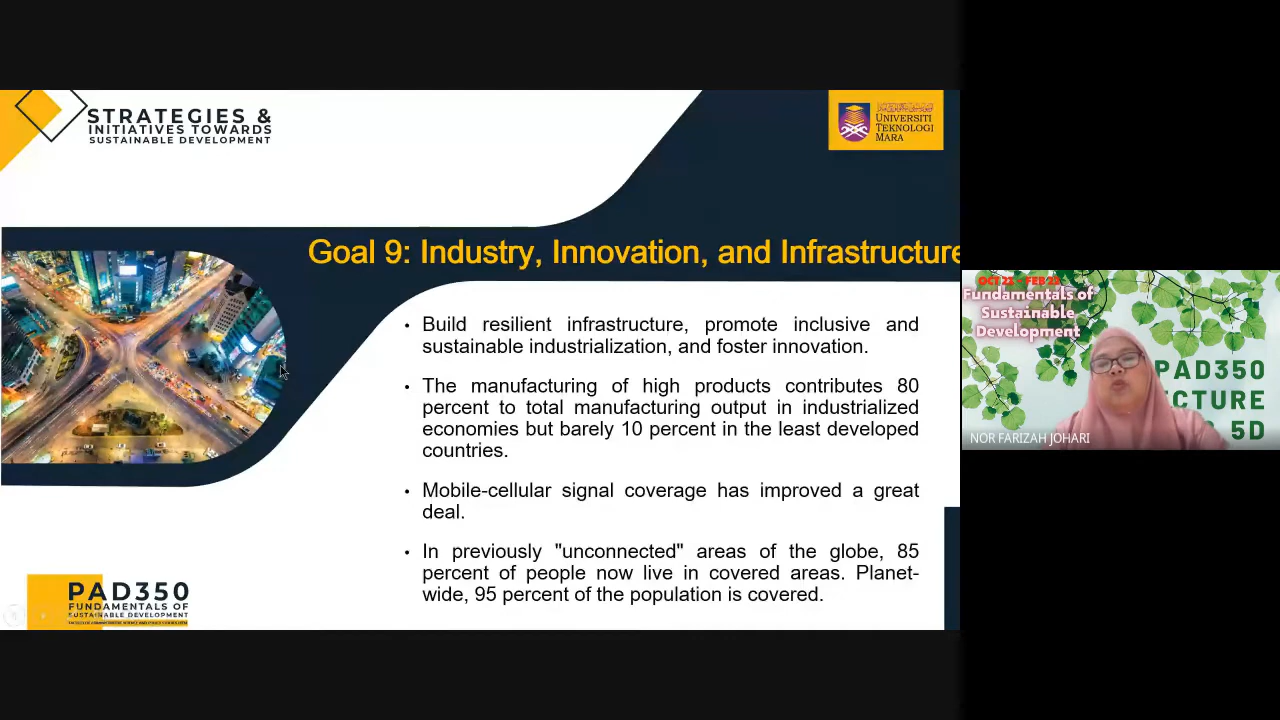 STRATEGIES &
INITIATIVES TOWARDS
SUSTAINABLE DEVELOPMENT
UNIVERSITI
TEKNOLOGI
MARA
Goal 9: Industry, Innovation, and Infrastructure
• Build resilient infrastructure, promote inclusive and
sustainable industrialization, and foster innovation.
• The manufacturing of high products contributes 80
percent to total manufacturing output in industrialized
economies but barely 10 percent in the least developed
countries.
• Mobile-cellular signal coverage has improved a great
deal.
• In previously "unconnected" areas of the globe, 85
percent of people now live in covered areas. Planet-
wide, 95 percent of the population is covered.
PAD350
FUNDAMENTALS OF
SUSTAINABLE DEVELOPMENT
Fundamentals of
Sustainable
Development
PAD350
CTURE
5D
NOR FARIZAH JOHARI